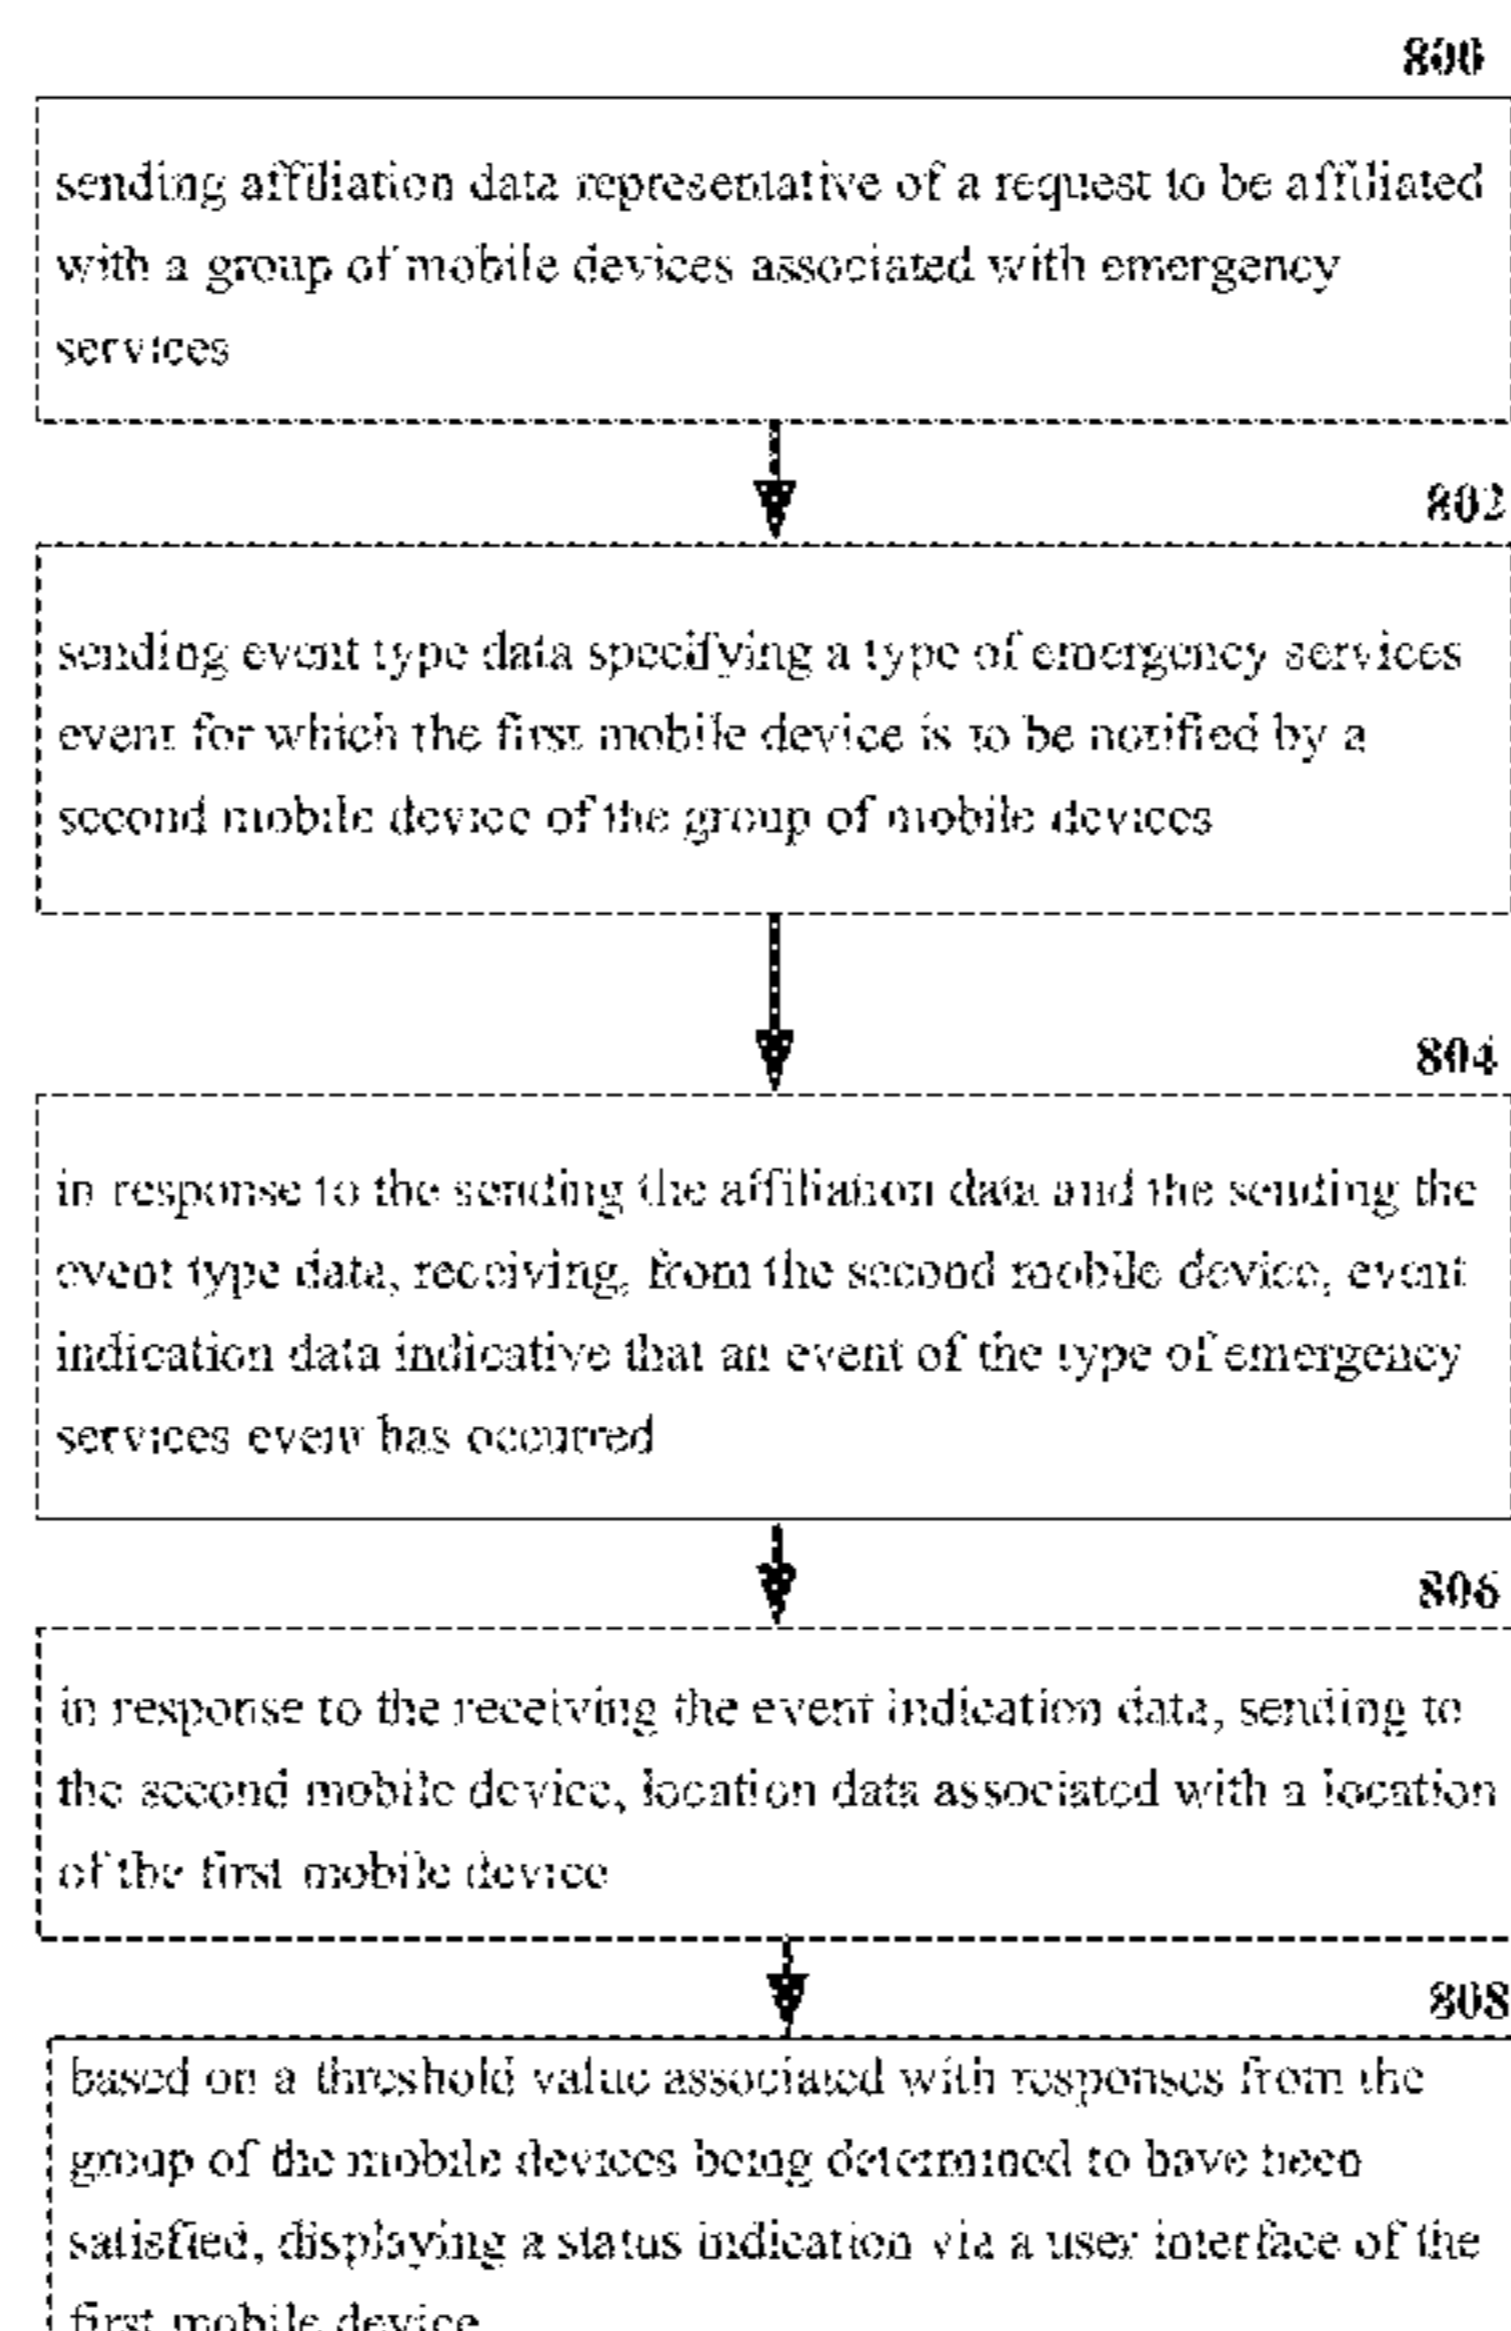 800
sending affiliation data representative of a request to be affiliated
with a group of mobile devices associated with emergency
services
802
sending event type data specifying a type of emergency services
event for which the first mobile device is to be notified by a
second mobile device of the group of mobile devices
804
in response to the sending the affiliation data and the sending the
event type data, receiving, from the second mobile device, event
indication data indicative that an event of the type of emergency
services event has occurred
806
in response to the receiving the event indication data, sending to
the second mobile device, location data associated with a location
of the first mobile device
808
based on a threshold value associated with responses from the
group of the mobile devices being determined to have been
satisfied, displaying a status indication via a user interface of the
first mobile device